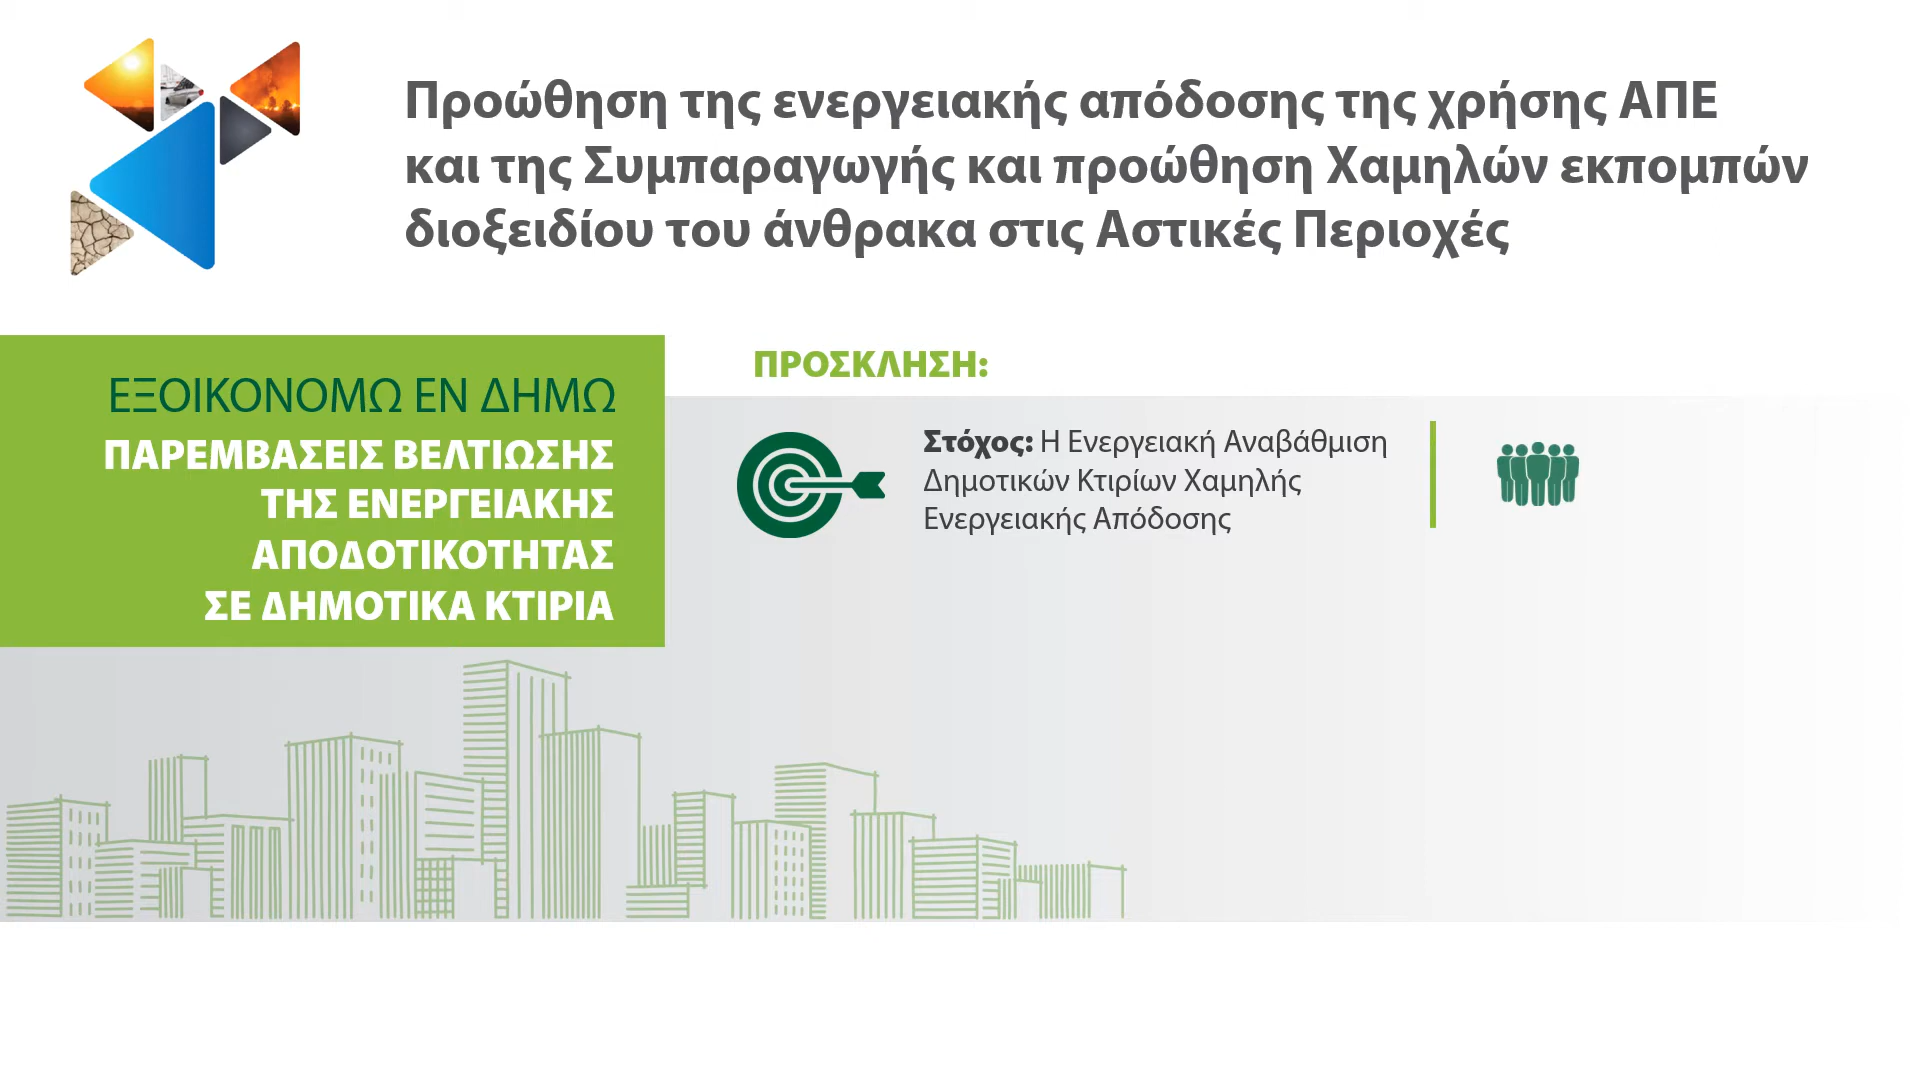 Προώθηση της ενεργειακής απόδοσης της χρήσης ΑΠΕ
και της Συμπαραγωγής και προώθηση Χαμηλών εκπομπών
διοξειδίου του άνθρακα στις Αστικές Περιοχές
ΕΞΟΙΚΟΝΟΜΩ ΕΝ ΔΗΜΩ
ΠΑΡΕΜΒΑΣΕΙΣ ΒΕΛΤΙΩΣΗΣ
ΤΗΣ ΕΝΕΡΓΕΙΑΚΗΣ
ΑΠΟΔΟΤΙΚΟΤΗΤΑΣ
ΣΕ ΔΗΜΟΤΙΚΑ ΚΤΙΡΙΑ
ΠΡΟΣΚΛΗΣΗ:
Στόχος: Η Ενεργειακή Αναβάθμιση
Δημοτικών Κτιρίων Χαμηλής
Ενεργειακής Απόδοσης